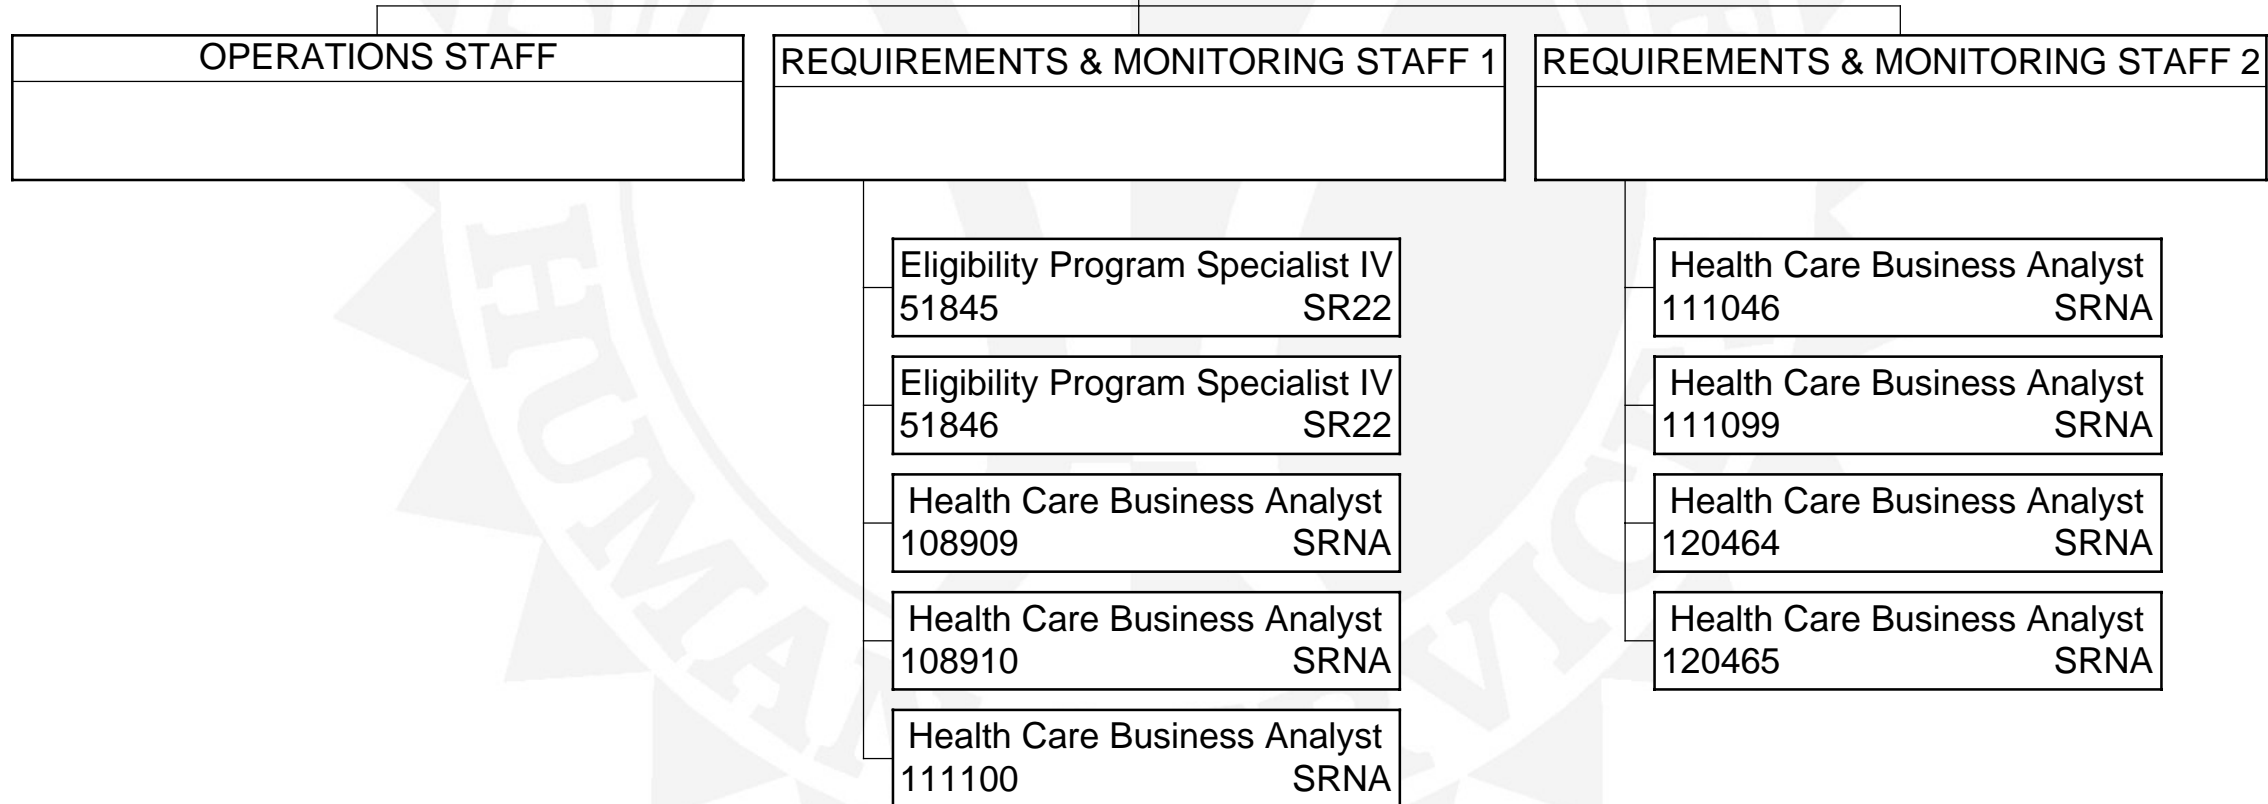 OPERATIONS STAFF
REQUIREMENTS & MONITORING STAFF 1
Eligibility Program Specialist IV
51845 SR22
Eligibility Program Specialist IV
51846 SR22
Health Care Business Analyst
108909 SRNA
Health Care Business Analyst
108910 SRNA
Health Care Business Analyst
111100 SRNA
REQUIREMENTS & MONITORING STAFF 2
Health Care Business Analyst
111046 SRNA
Health Care Business Analyst
111099 SRNA
Health Care Business Analyst
120464 SRNA
Health Care Business Analyst
120465 SRNA
HUMAN